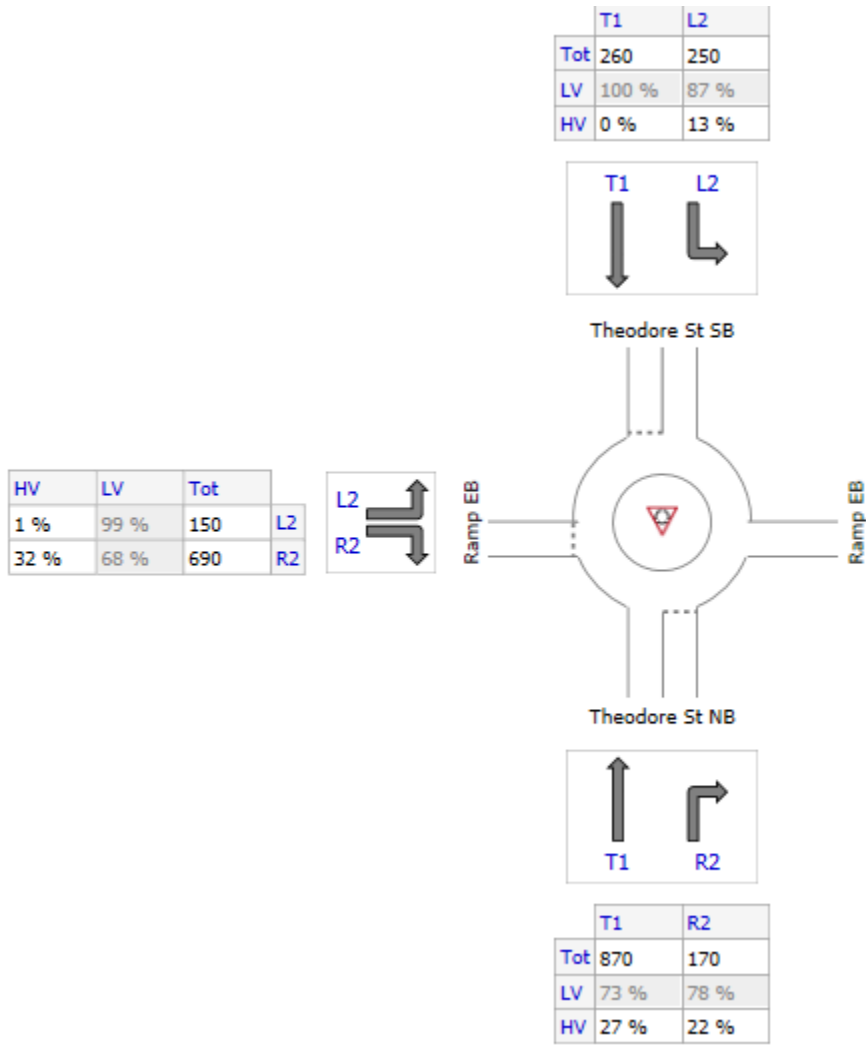 T1 L2
Tot 260 250
LV 100 % 87 %
HV 0 % 13 %
T1 L2
Theodore St SB
HV LV Tot
1 % 99 % 150 L2
32 % 68 % 690 R2
L2
R2
Ramp EB
Ramp EB
Theodore St NB
T1 R2
T1 R2
Tot 870 170
LV 73 % 78 %
HV 27 % 22 %